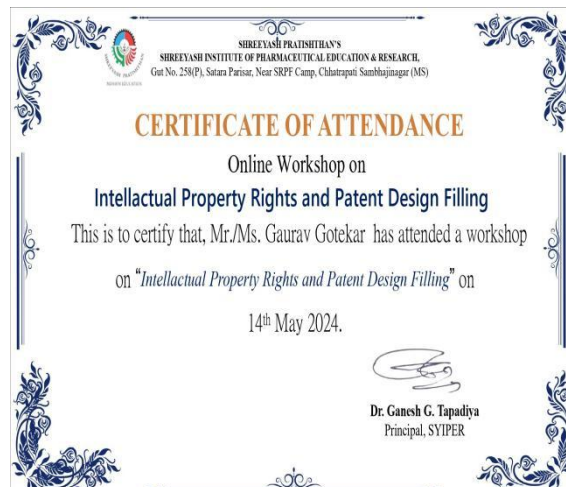 SHREEYASH PRATISHTHAN'S
SHREEYASH INSTITUTE OF PHARMACEUTICAL EDUCATION & RESEARCH,
Gut No. 258(P), Satara Parisar, Near SRPF Camp, Chhatrapati Sambhajinagar (MS)
CERTIFICATE OF ATTENDANCE
Online Workshop on
Intellactual Property Rights and Patent Design Filling
This is to certify that, Mr./Ms. Gaurav Gotekar has attended a workshop
on “Intellactual Property Rights and Patent Design Filling” on
14th May 2024.
Dr. Ganesh G. Tapadiya
Principal, SYIPER